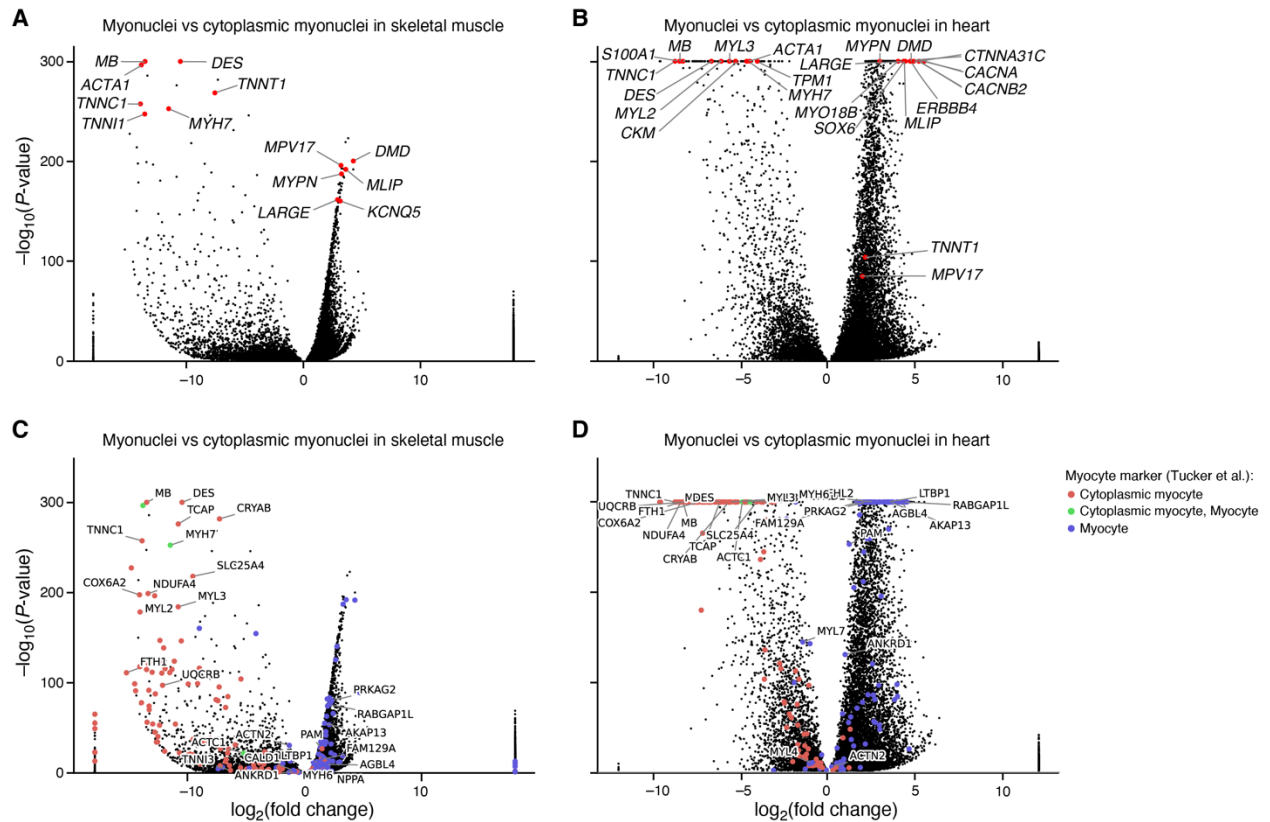 A
Myonuclei vs cytoplasmic myonuclei in skeletal muscle
–log10(P-value)
300
200
100
0
–10
0
10
MB
DES
ACTA1
TNNT1
TNNC1
TNNI1
MYH7
MPV17
DMD
MYPN
MLIP
LARGE
KCNQ5
B
Myonuclei vs cytoplasmic myonuclei in heart
300
200
100
0
–10
–5
0
5
10
S100A1
MB
MYL3
ACTA1
MYPN
DMD
CTNNA31C
TNNC1
LARGE
CACNA
DES
TPM1
CACNB2
MYL2
MYH7
MYO18B
ERBBB4
CKM
SOX6
MLIP
TNNT1
MPV17
C
Myonuclei vs cytoplasmic myonuclei in skeletal muscle
–log10(P-value)
300
200
100
0
–10
0
10
log2(fold change)
MB
DES
TCAP
CRYAB
TNNC1
MYH7
SLC25A4
COX6A2
NDUFA4
MYL2
MYL3
FTH1
UQCRB
PRKAG2
RABGAP1L
ACTC1
ACTN2
PAM
AKAP13
TNNI3
CALD1
LTBP1
FAM129A
ANKRD1
MYH6
AGBL4
NPPA
D
Myonuclei vs cytoplasmic myonuclei in heart
300
200
100
0
–10
–5
0
5
10
log2(fold change)
TNNC1
UQCRB
FTH1
COX6A2
MB
NDUFA4
TCAP
SLC25A4
CRYAB
ACTC1
FAM129A
PRKAG2
LTBP1
RABGAP1L
AGBL4
AKAP13
PAM
MYL7
ANKRD1
MYL4
ACTN2
Myocyte marker (Tucker et al.):
Cytoplasmic myocyte
Cytoplasmic myocyte, Myocyte
Myocyte